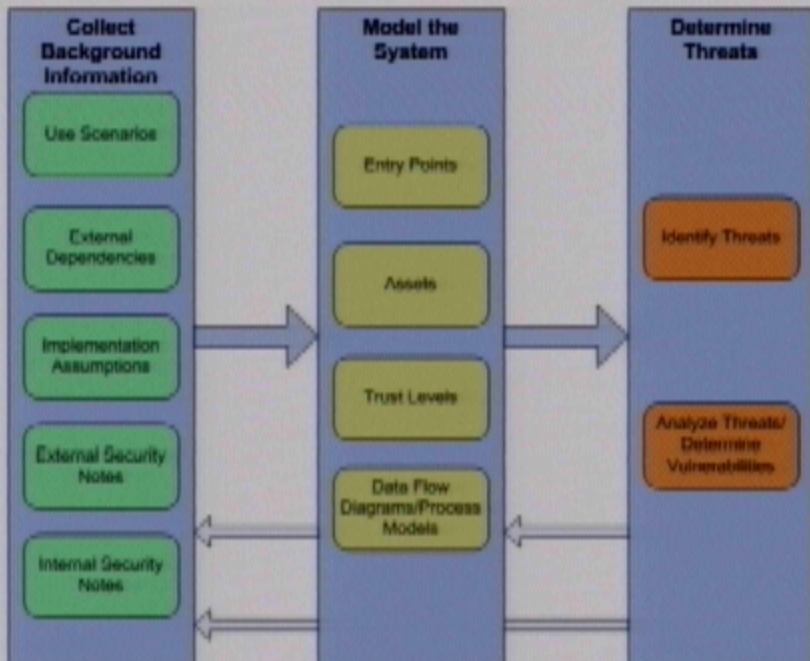 Collect
Background
Information
Use Scenarios
External
Dependencies
Implementation
Assumptions
External Security
Notes
Internal Security
Notes
Model the
System
Entry Points
Assets
Trust Levels
Data Flow
Diagrams/Process
Models
Determine
Threats
Identify Threats
Analyze Threats/
Determine
Vulnerabilities